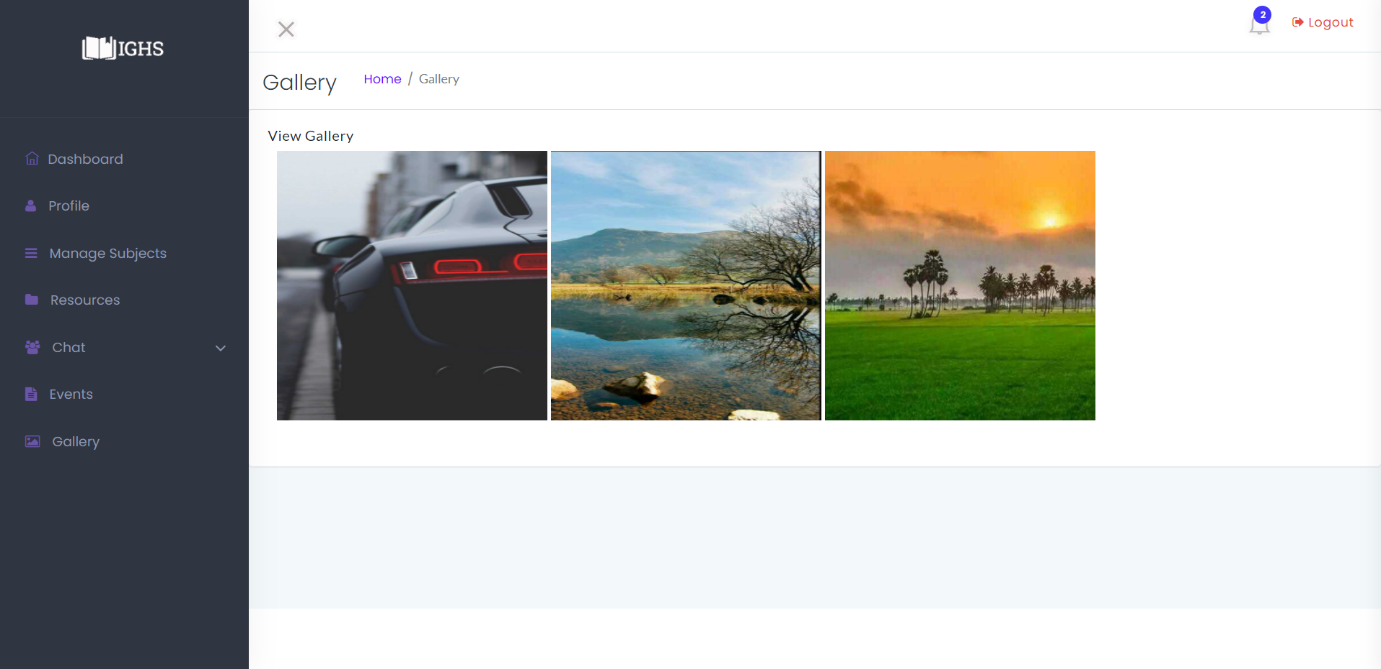 IGHS
2
Logout
Gallery
Home / Gallery
View Gallery
Dashboard
Profile
Manage Subjects
Resources
Chat
Events
Gallery